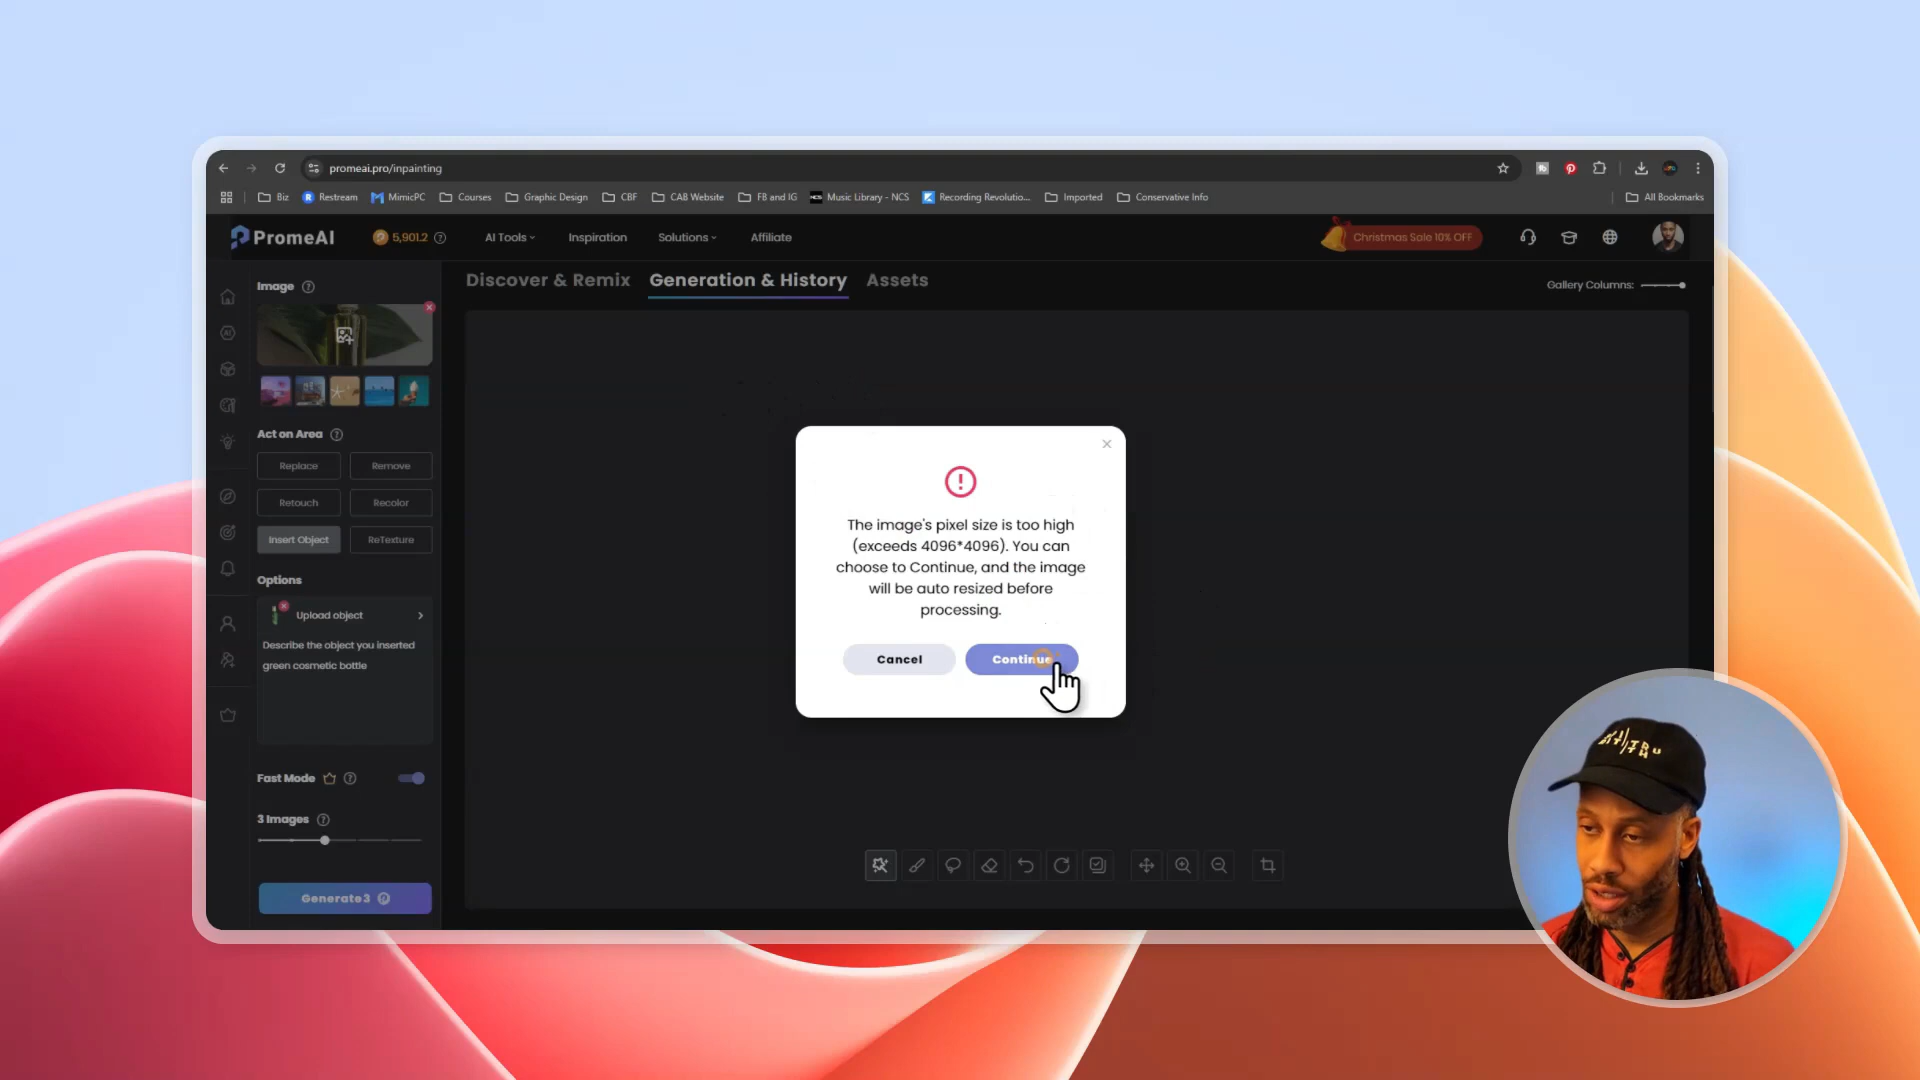 promeai.pro/inpainting
Biz Restream MimicPC Courses Graphic Design CBF CAB Website FB and IG Music Library - NCS Recording Revolutio... Imported Conservative Info All Bookmarks
PromeAI 5,901.2 AI Tools Inspiration Solutions Affiliate Christmas Sale 10% OFF
Discover & Remix Generation & History Assets
Gallery Columns:
Image
Act on Area
Replace Remove
Retouch Recolor
Insert Object ReTexture
Options
Upload object
Describe the object you inserted
green cosmetic bottle
Fast Mode
3 Images
Generate3
The image's pixel size is too high
(exceeds 4096*4096). You can
choose to Continue, and the image
will be auto resized before
processing.
Cancel Continue